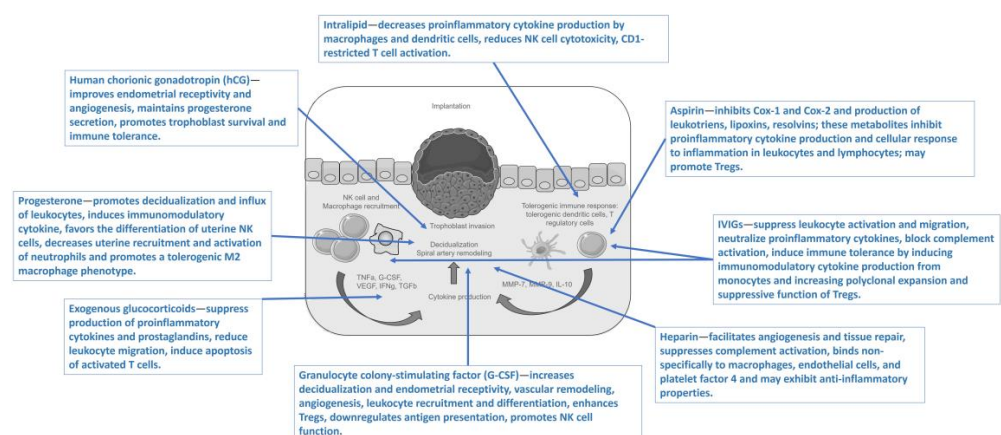 Intralipid—decreases proinflammatory cytokine production by
macrophages and dendritic cells, reduces NK cell cytotoxicity, CD1-
restricted T cell activation.
Human chorionic gonadotropin (hCG)—
improves endometrial receptivity and
angiogenesis, maintains progesterone
secretion, promotes trophoblast survival and
immune tolerance.
Implantation
Aspirin—inhibits Cox-1 and Cox-2 and production of
leukotriens, lipoxins, resolvins; these metabolites inhibit
proinflammatory cytokine production and cellular response
to inflammation in leukocytes and lymphocytes; may
promote Tregs.
Progesterone—promotes decidualization and influx
of leukocytes, induces immunomodulatory
cytokine, favors the differentiation of uterine NK
cells, decreases uterine recruitment and activation
of neutrophils and promotes a tolerogenic M2
macrophage phenotype.
NK cell and
Macrophage recruitment
Trophoblast invasion
Tolerogenic immune response:
tolerogenic dendritic cells, T
regulatory cells
Decidualization
Spiral artery remodeling
IVIGs—suppress leukocyte activation and migration,
neutralize proinflammatory cytokines, block complement
activation, induce immune tolerance by inducing
immunomodulatory cytokine production from
monocytes and increasing polyclonal expansion and
suppressive function of Tregs.
TNFa, G-CSF,
VEGF, IFNg, TGFb
Cytokine production
MMP-7, MMP-9, IL-10
Exogenous glucocorticoids—suppress
production of proinflammatory
cytokines and prostaglandins,
reduce leukocyte migration, induce apoptosis
of activated T cells.
Heparin—facilitates angiogenesis and tissue repair,
suppresses complement activation, binds non-
specifically to macrophages, endothelial cells, and
platelet factor 4 and may exhibit anti-inflammatory
properties.
Granulocyte colony-stimulating factor (G-CSF)—increases
decidualization and endometrial receptivity, vascular remodeling,
angiogenesis, leukocyte recruitment and differentiation, enhances
Tregs, downregulates antigen presentation, promotes NK cell
function.